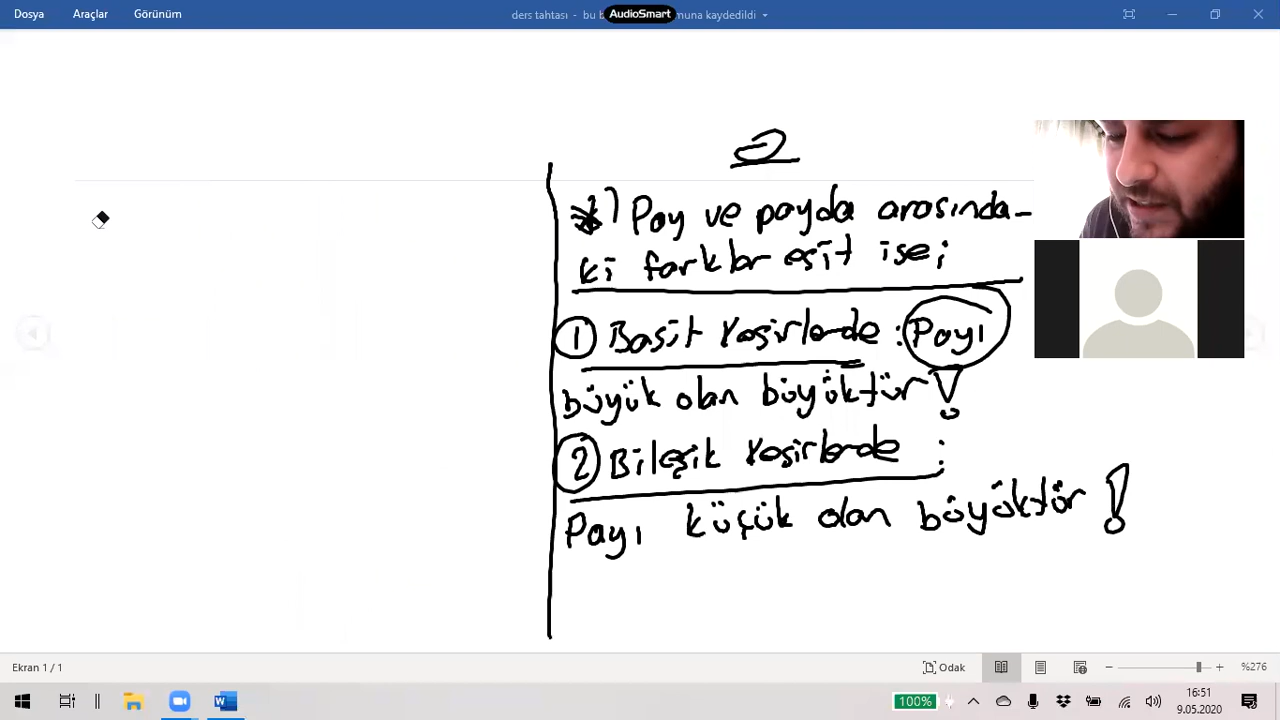 Dosya Araçlar Görünüm
ders tahtası - bu b AudioSmart muna kaydedildi
*) Pay ve payda arasında-
ki farklar eşit ise;
1 Basit kesirlerde : Payı
büyük olan büyüktür!
2 Bileşik kesirlerde :
Payı küçük olan büyüktür!
Ekran 1 / 1
Odak
%276
100%
16:51
9.05.2020